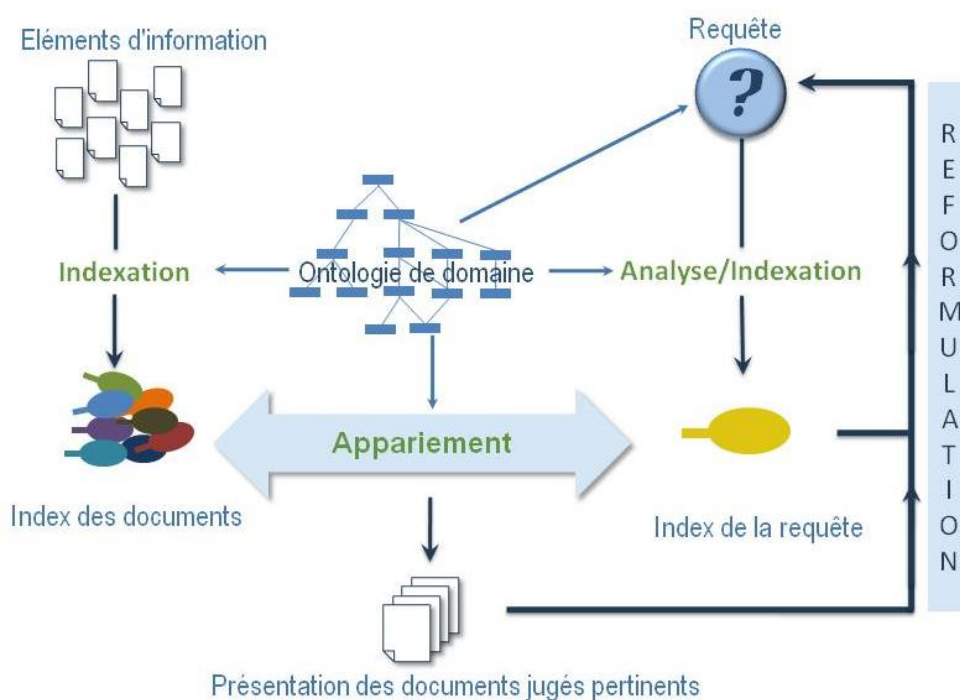 Eléments d'information
Requête
?
Indexation
Ontologie de domaine
Analyse/Indexation
Appariement
Index des documents
Index de la requête
Présentation des documents jugés pertinents
REFORMULATION